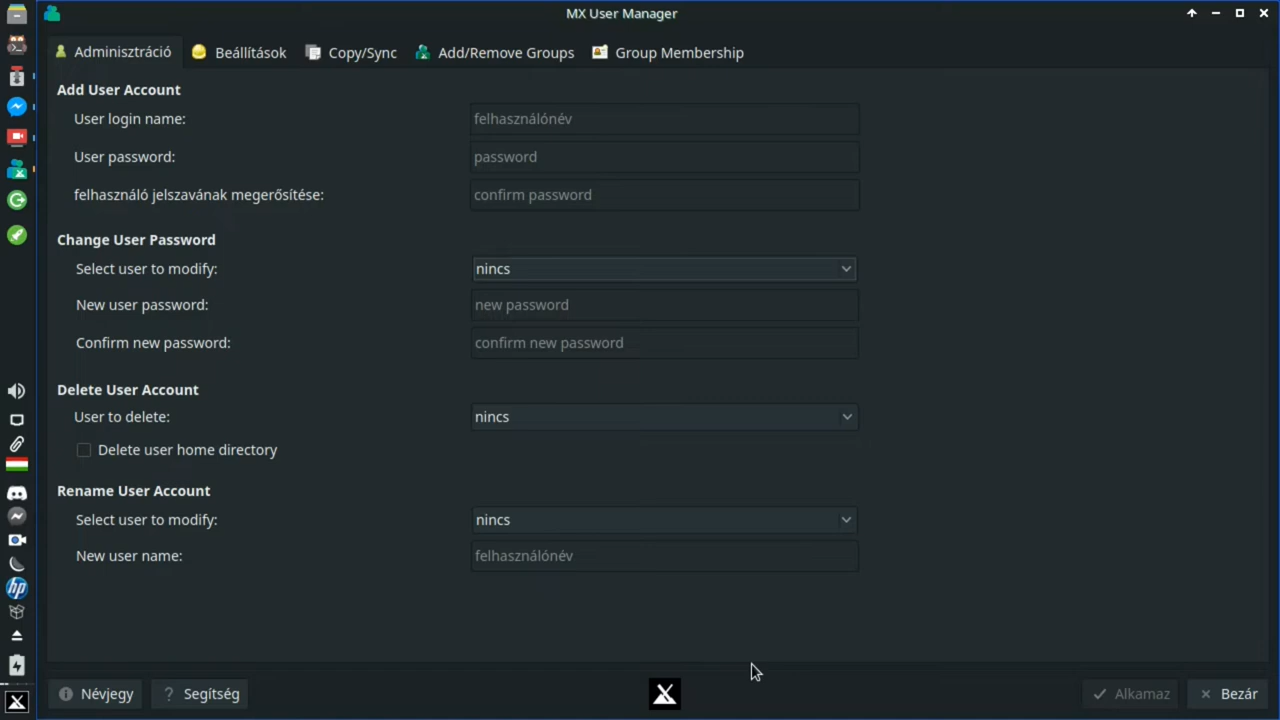 MX User Manager
Adminisztráció Beállítások Copy/Sync Add/Remove Groups Group Membership
Add User Account
User login name: felhasználónév
User password: password
felhasználó jelszavának megerősítése: confirm password
Change User Password
Select user to modify: nincs
New user password: new password
Confirm new password: confirm new password
Delete User Account
User to delete: nincs
Delete user home directory
Rename User Account
Select user to modify: nincs
New user name: felhasználónév
hp
Névjegy ? Segítség Alkamaz Bezár